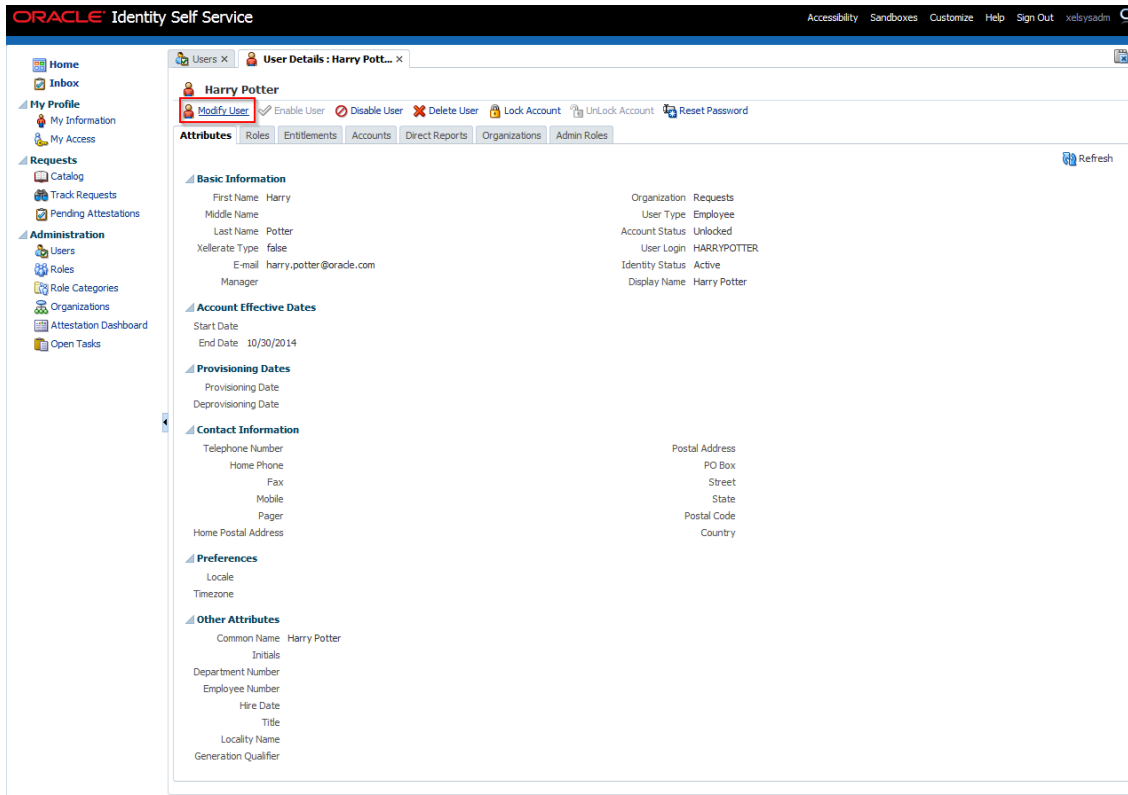 ORACLE Identity Self Service
Accessibility Sandboxes Customize Help Sign Out xelsysadm
Home
Inbox
My Profile
My Information
My Access
Requests
Catalog
Track Requests
Pending Attestations
Administration
Users
Roles
Role Categories
Organizations
Attestation Dashboard
Open Tasks
Users
User Details : Harry Pott...
Harry Potter
Modify User Enable User Disable User Delete User Lock Account UnLock Account Reset Password
Attributes Roles Entitlements Accounts Direct Reports Organizations Admin Roles
Refresh
Basic Information
First Name Harry
Middle Name
Last Name Potter
Xellerate Type false
E-mail harry.potter@oracle.com
Manager
Organization Requests
User Type Employee
Account Status Unlocked
User Login HARRYPOTTER
Identity Status Active
Display Name Harry Potter
Account Effective Dates
Start Date
End Date 10/30/2014
Provisioning Dates
Provisioning Date
Deprovisioning Date
Contact Information
Telephone Number
Home Phone
Fax
Mobile
Pager
Home Postal Address
Postal Address
PO Box
Street
State
Postal Code
Country
Preferences
Locale
Timezone
Other Attributes
Common Name Harry Potter
Initials
Department Number
Employee Number
Hire Date
Title
Locality Name
Generation Qualifier